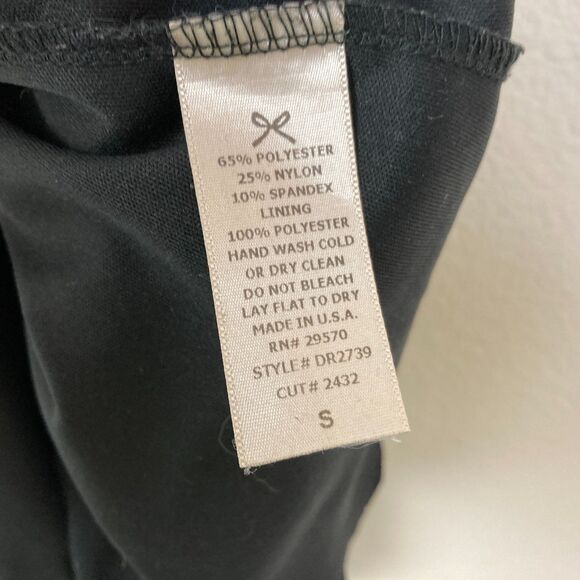 65% POLYESTER
25% NYLON
10% SPANDEX
LINING
100% POLYESTER
HAND WASH COLD
OR DRY CLEAN
DO NOT BLEACH
LAY FLAT TO DRY
MADE IN U.S.A.
RN# 29570
STYLE# DR2739
CUT# 2432
S